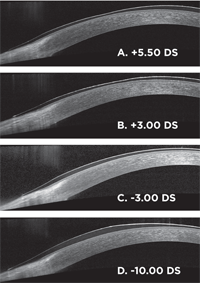 A. +5.50 DS
B. +3.00 DS
C. -3.00 DS
D. -10.00 DS